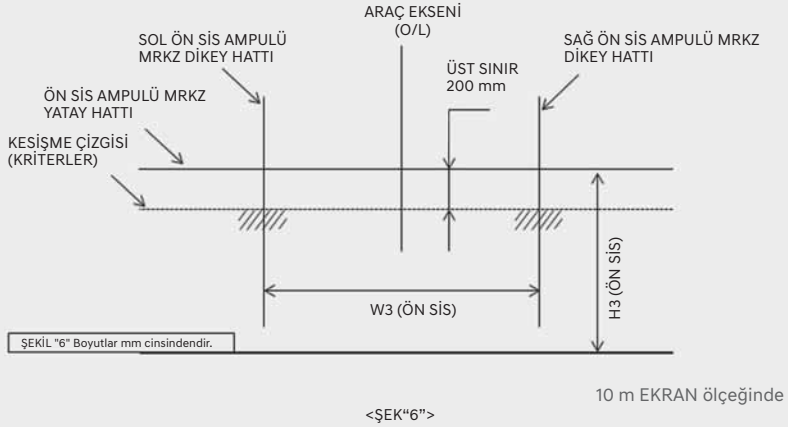 ARAÇ EKSENİ
(O/L)
SOL ÖN SİS AMPULÜ
MRKZ DİKEY HATTI
SAĞ ÖN SİS AMPULÜ MRKZ
DİKEY HATTI
ÜST SINIR
200 mm
ÖN SİS AMPULÜ MRKZ
YATAY HATTI
KESİŞME ÇİZGİSİ
(KRİTERLER)
W3 (ÖN SİS)
H3 (ÖN SİS)
ŞEKİL "6" Boyutlar mm cinsindendir.
10 m EKRAN ölçeğinde
<ŞEK“6”>